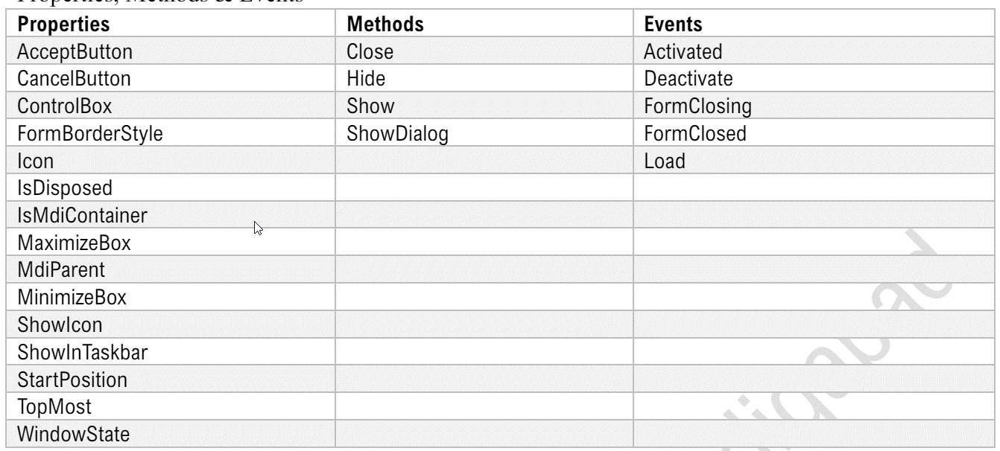 Properties, Methods & Events
Properties Methods Events
AcceptButton Close Activated
CancelButton Hide Deactivate
ControlBox Show FormClosing
FormBorderStyle ShowDialog FormClosed
Icon Load
IsDisposed
IsMdiContainer
MaximizeBox
MdiParent
MinimizeBox
ShowIcon
ShowInTaskbar
StartPosition
TopMost
WindowState